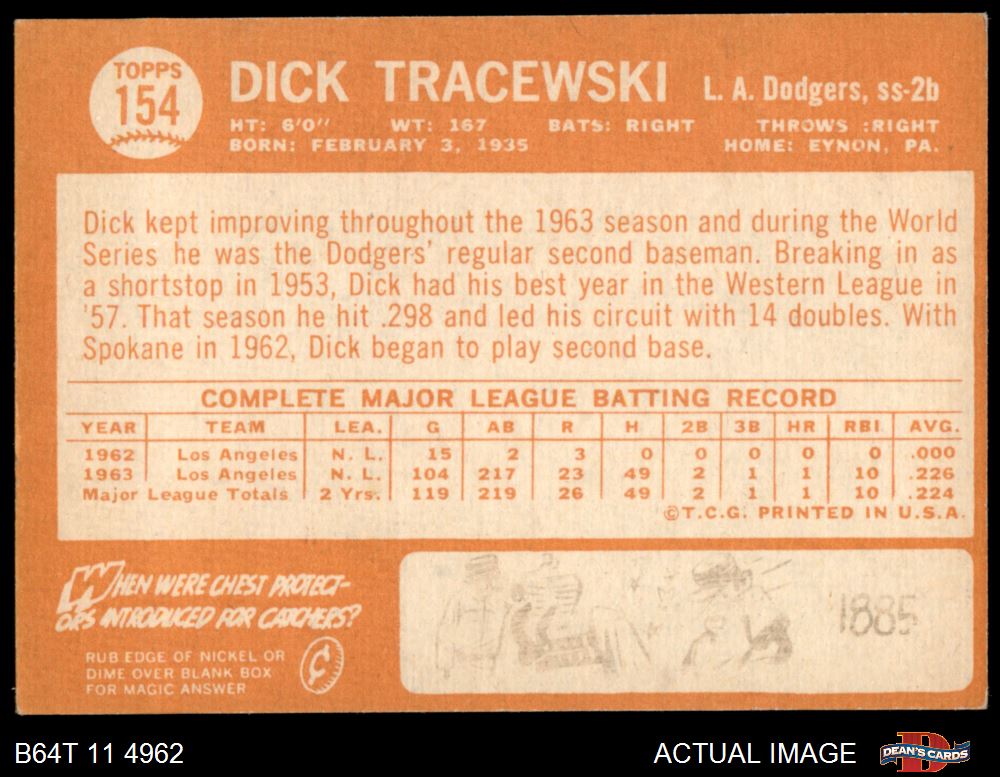 TOPPS
154
DICK TRACEWSKI
L. A. Dodgers, ss-2b
HT: 6'0" WT: 167 BATS: RIGHT THROWS :RIGHT
BORN: FEBRUARY 3, 1935 HOME: EYNON, PA.
Dick kept improving throughout the 1963 season and during the World
Series he was the Dodgers' regular second baseman. Breaking in as
a shortstop in 1953, Dick had his best year in the Western League in
'57. That season he hit .298 and led his circuit with 14 doubles. With
Spokane in 1962, Dick began to play second base.
COMPLETE MAJOR LEAGUE BATTING RECORD
YEAR TEAM LEA. G AB R H 2B 3B HR RBI AVG.
1962 Los Angeles N. L. 15 2 3 0 0 0 0 0 .000
1963 Los Angeles N. L. 104 217 23 49 2 1 1 10 .226
Major League Totals 2 Yrs. 119 219 26 49 2 1 1 10 .224
©T.C.G. PRINTED IN U.S.A.
WHEN WERE CHEST PROTECT-
ORS INTRODUCED FOR CATCHERS?
RUB EDGE OF NICKEL OR
DIME OVER BLANK BOX
FOR MAGIC ANSWER
¢
1885
B64T 11 4962
ACTUAL IMAGE
D
DEAN'S CARDS